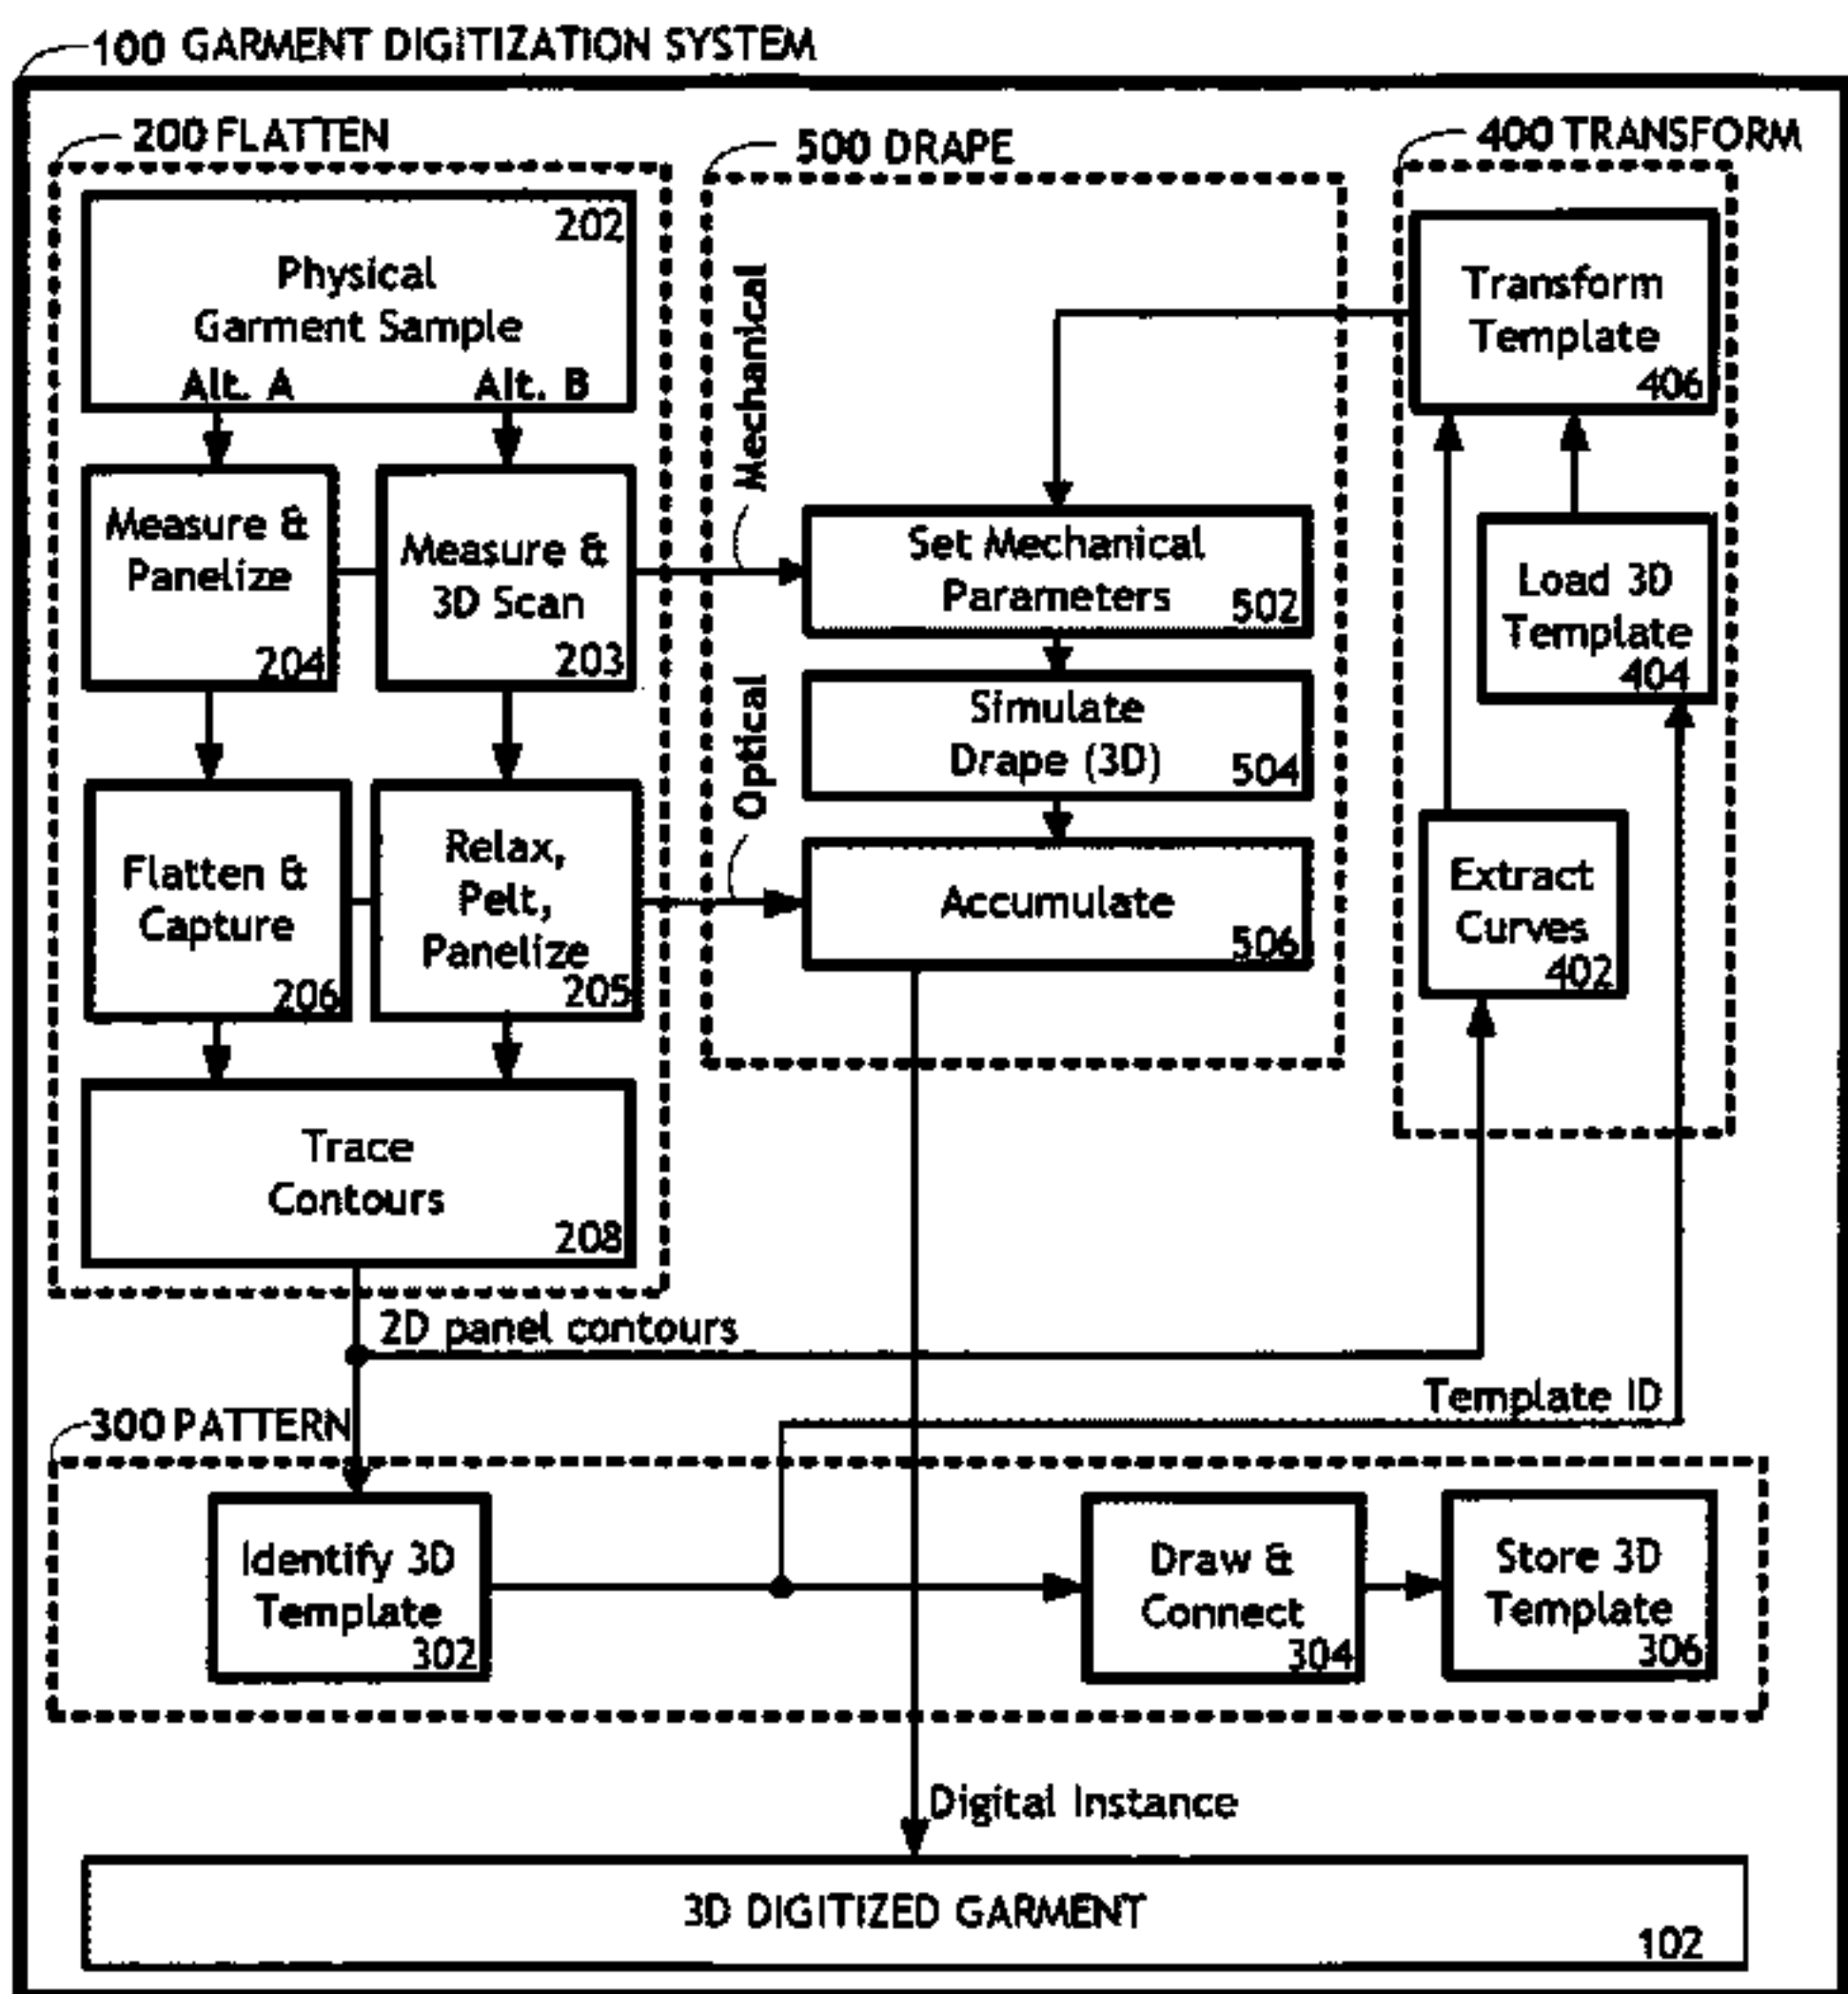 100 GARMENT DIGITIZATION SYSTEM
200 FLATTEN
202
Physical
Garment Sample
Alt. A
Alt. B
Measure &
Panelize
204
Measure &
3D Scan
203
Flatten &
Capture
206
Relax,
Pelt,
Panelize
205
Trace
Contours
208
500 DRAPE
Mechanical
Optical
Set Mechanical
Parameters
502
Simulate
Drape (3D)
504
Accumulate
506
400 TRANSFORM
Transform
Template
406
Load 3D
Template
404
Extract
Curves
402
2D panel contours
Template ID
300 PATTERN
Identify 3D
Template
302
Draw &
Connect
304
Store 3D
Template
306
Digital Instance
3D DIGITIZED GARMENT
102